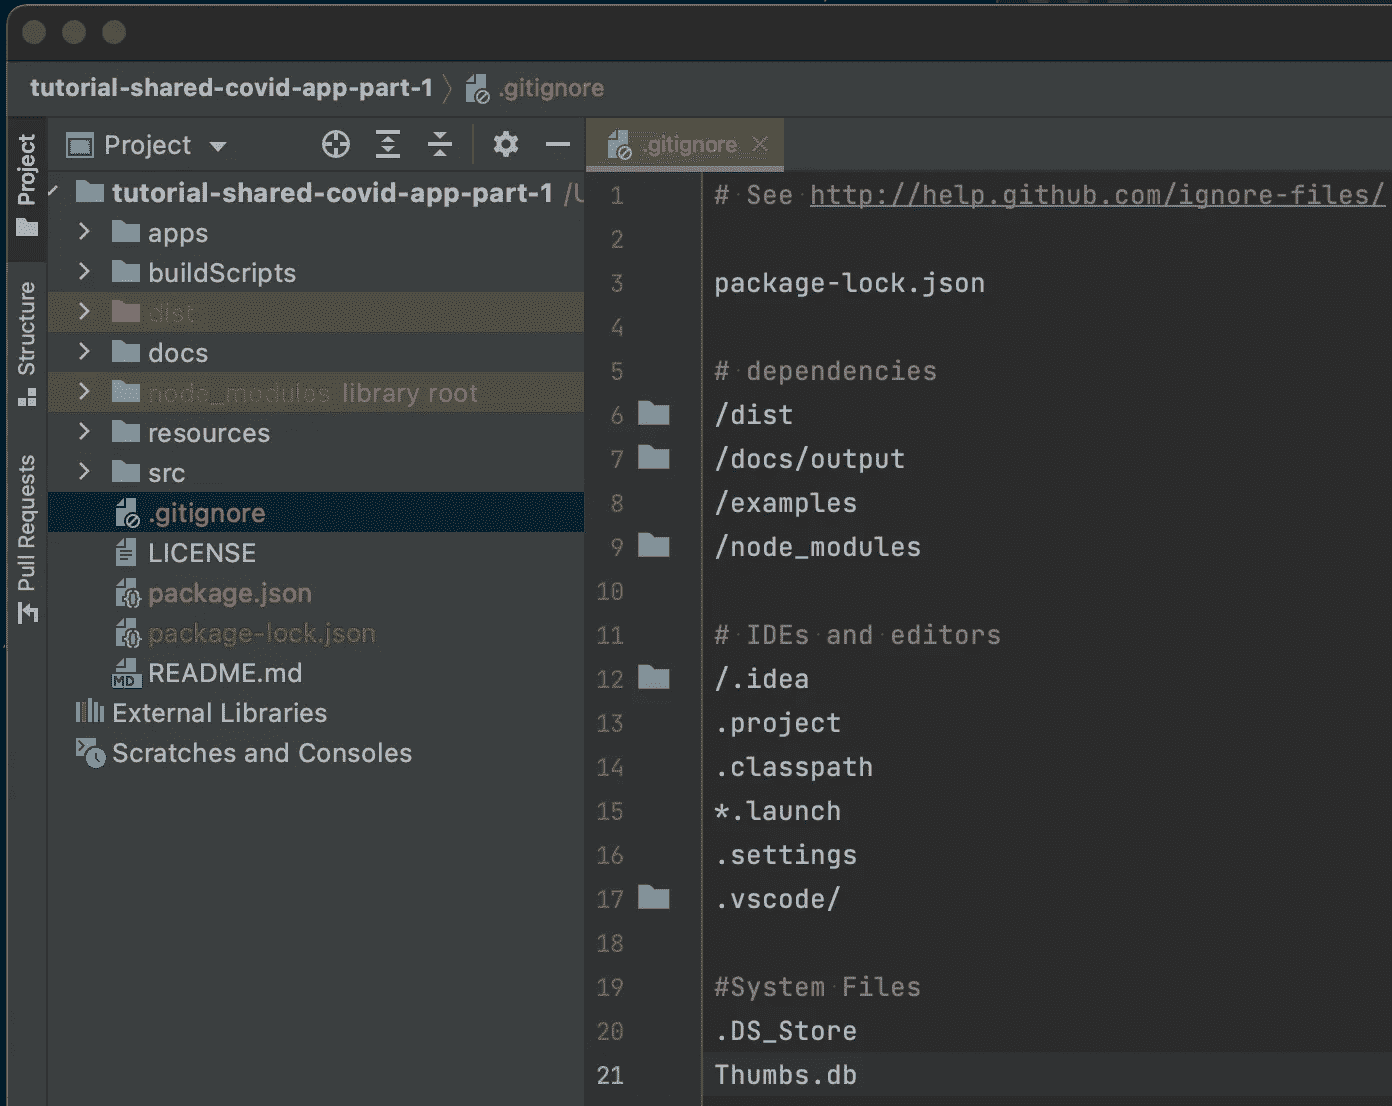 tutorial-shared-covid-app-part-1 .gitignore
Project
Structure
Pull Requests
Project
tutorial-shared-covid-app-part-1 /U
apps
buildScripts
dist
docs
node_modules library root
resources
src
.gitignore
LICENSE
package.json
package-lock.json
README.md
External Libraries
Scratches and Consoles
.gitignore
1 # See http://help.github.com/ignore-files/
2
3 package-lock.json
4
5 # dependencies
6 /dist
7 /docs/output
8 /examples
9 /node_modules
10
11 # IDEs and editors
12 /.idea
13 .project
14 .classpath
15 *.launch
16 .settings
17 .vscode/
18
19 #System Files
20 .DS_Store
21 Thumbs.db